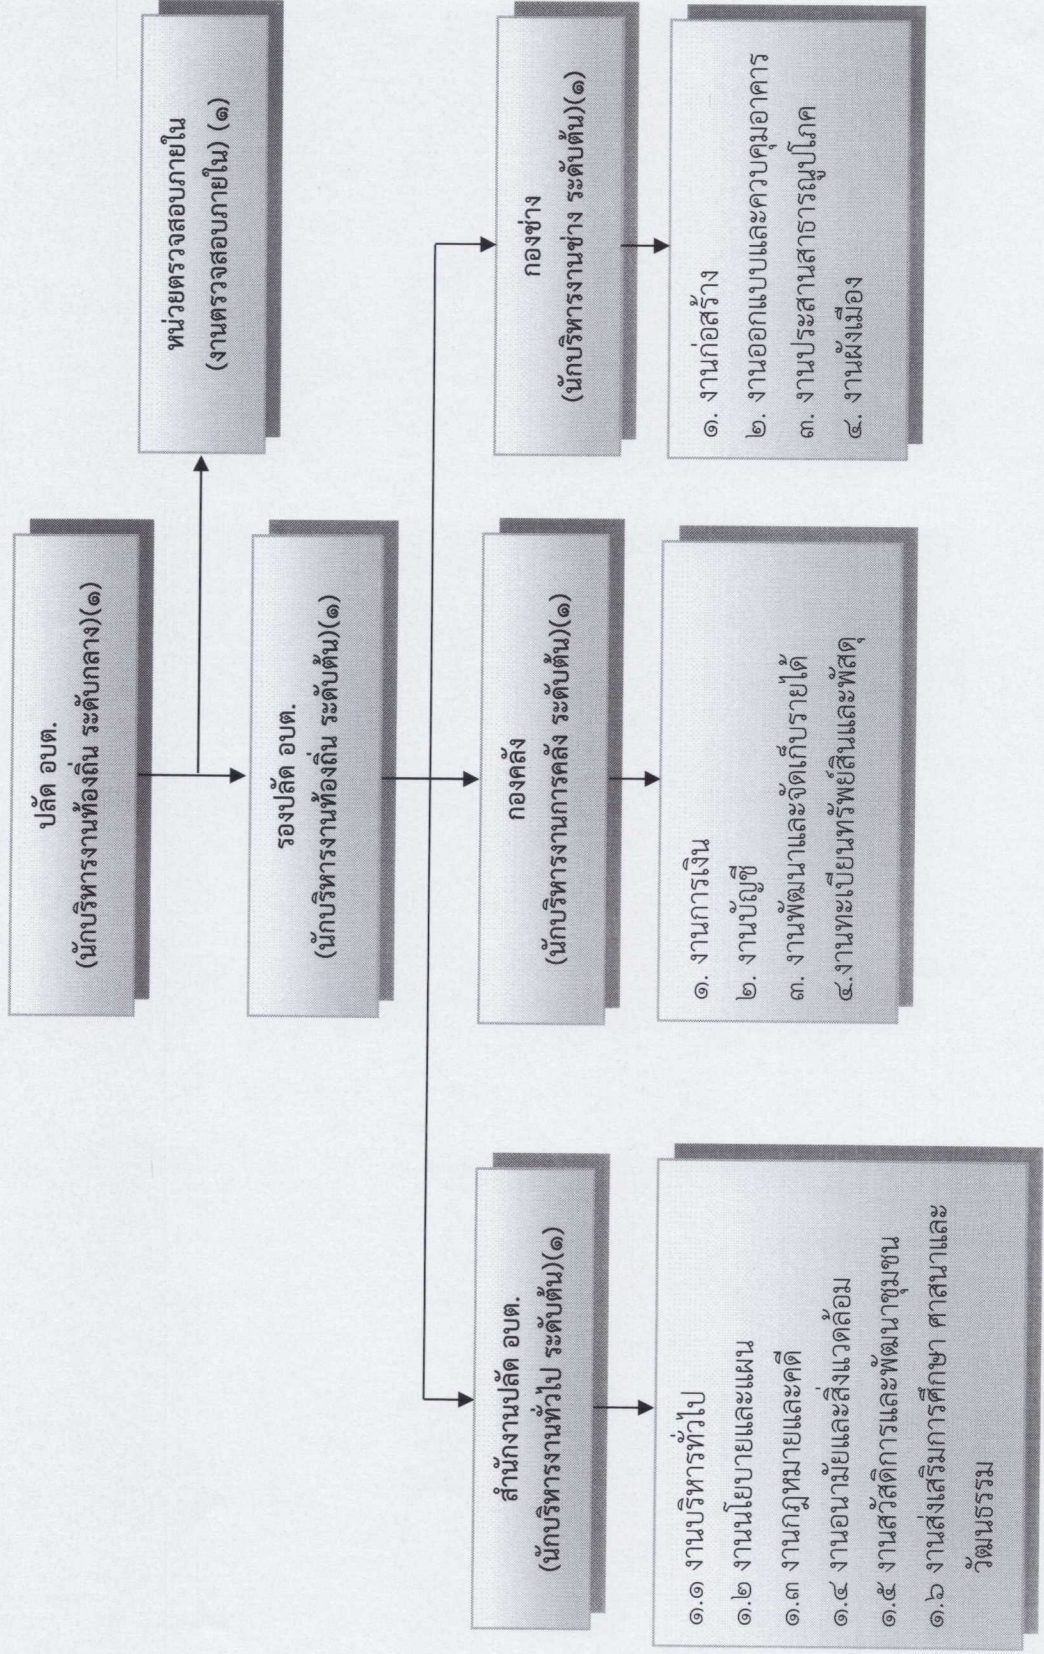 ปลัด อบต.
(นักบริหารงานท้องถิ่น ระดับกลาง)(๑)
หน่วยตรวจสอบภายใน
(งานตรวจสอบภายใน) (๑)
รองปลัด อบต.
(นักบริหารงานท้องถิ่น ระดับต้น)(๑)
สำนักงานปลัด อบต.
(นักบริหารงานทั่วไป ระดับต้น)(๑)
๑.๑ งานบริหารทั่วไป
๑.๒ งานนโยบายและแผน
๑.๓ งานกฎหมายและคดี
๑.๔ งานอนามัยและสิ่งแวดล้อม
๑.๕ งานสวัสดิการและพัฒนาชุมชน
๑.๖ งานส่งเสริมการศึกษา ศาสนาและ
วัฒนธรรม
กองคลัง
(นักบริหารงานการคลัง ระดับต้น)(๑)
๑. งานการเงิน
๒. งานบัญชี
๓. งานพัฒนาและจัดเก็บรายได้
๔.งานทะเบียนทรัพย์สินและพัสดุ
กองช่าง
(นักบริหารงานช่าง ระดับต้น)(๑)
๑. งานก่อสร้าง
๒. งานออกแบบและควบคุมอาคาร
๓. งานประสานสาธารณูปโภค
๔. งานผังเมือง